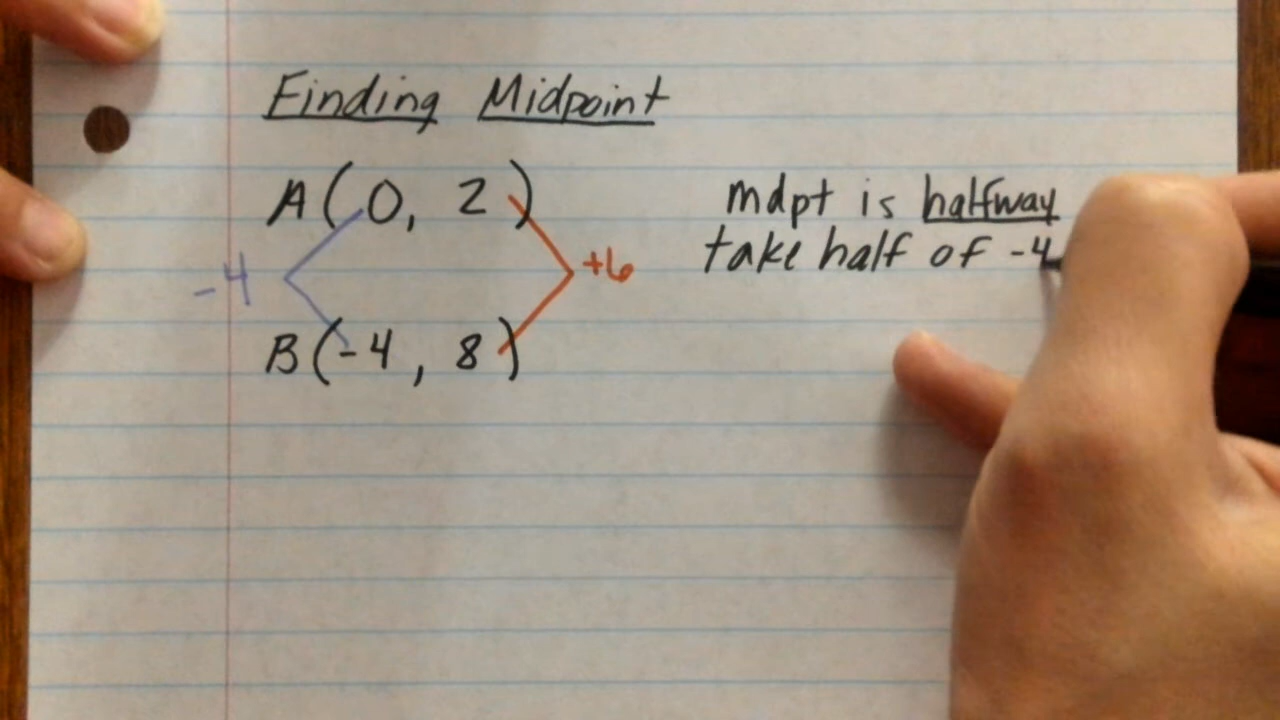 Finding Midpoint
A(0, 2)
-4
+6
B(-4, 8)
mdpt is halfway
take half of -4